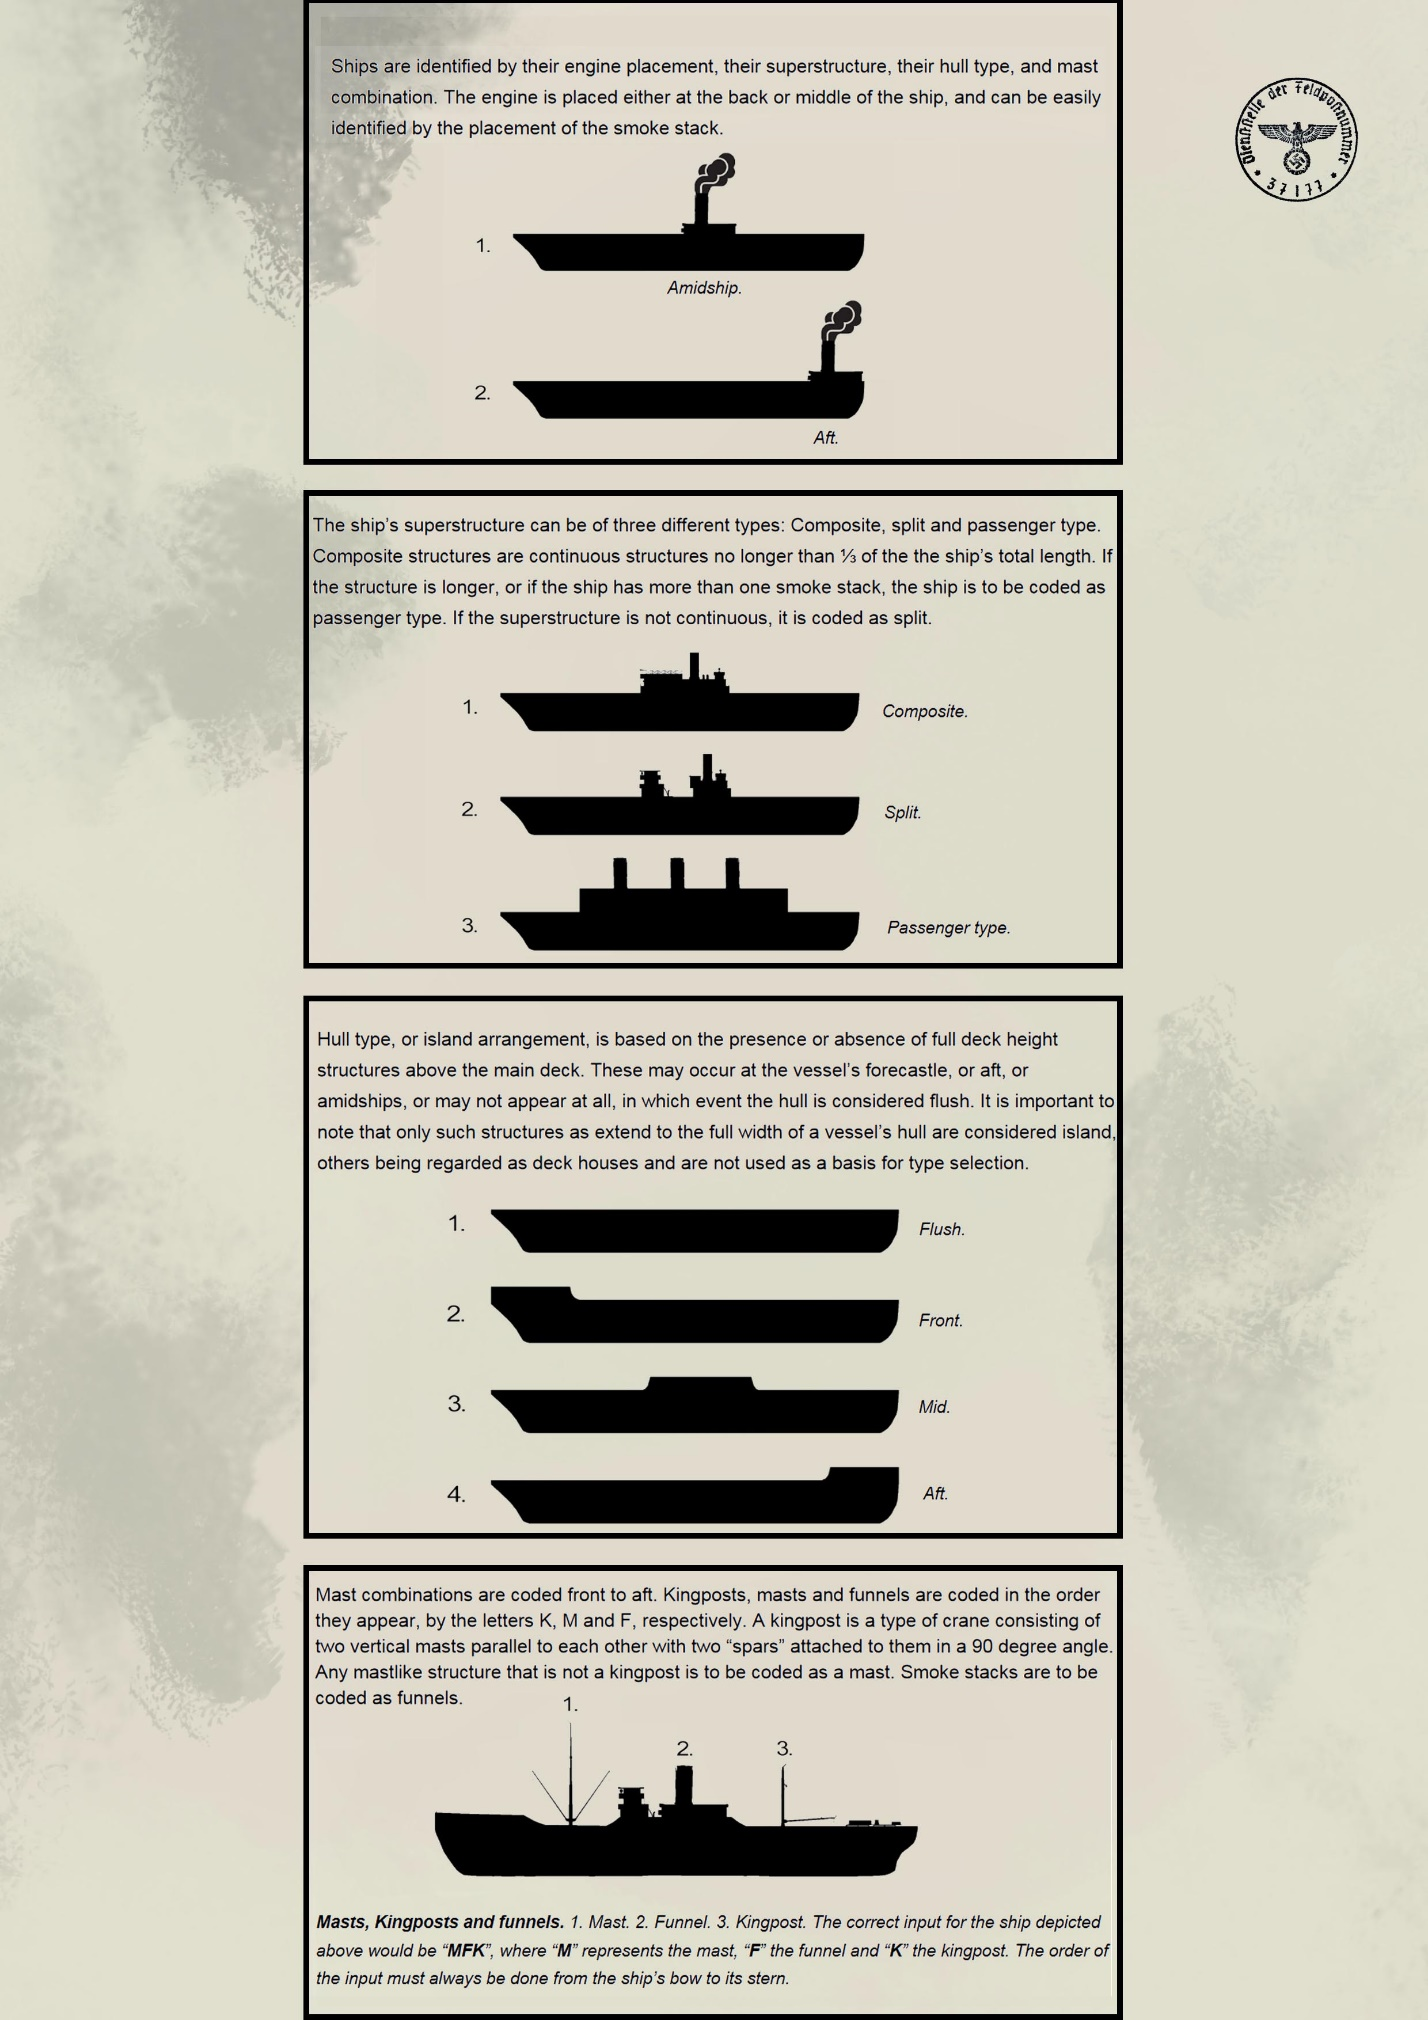 Ships are identified by their engine placement, their superstructure, their hull type, and mast
combination. The engine is placed either at the back or middle of the ship, and can be easily
identified by the placement of the smoke stack.
Dienststelle der Feldpostnummer
37177
1.
Amidship.
2.
Aft.
The ship’s superstructure can be of three different types: Composite, split and passenger type.
Composite structures are continuous structures no longer than ⅓ of the the ship’s total length. If
the structure is longer, or if the ship has more than one smoke stack, the ship is to be coded as
passenger type. If the superstructure is not continuous, it is coded as split.
1. Composite.
2. Split.
3. Passenger type.
Hull type, or island arrangement, is based on the presence or absence of full deck height
structures above the main deck. These may occur at the vessel’s forecastle, or aft, or
amidships, or may not appear at all, in which event the hull is considered flush. It is important to
note that only such structures as extend to the full width of a vessel’s hull are considered island,
others being regarded as deck houses and are not used as a basis for type selection.
1. Flush.
2. Front.
3. Mid.
4. Aft.
Mast combinations are coded front to aft. Kingposts, masts and funnels are coded in the order
they appear, by the letters K, M and F, respectively. A kingpost is a type of crane consisting of
two vertical masts parallel to each other with two “spars” attached to them in a 90 degree angle.
Any mastlike structure that is not a kingpost is to be coded as a mast. Smoke stacks are to be
coded as funnels.
1.
2. 3.
Masts, Kingposts and funnels. 1. Mast. 2. Funnel. 3. Kingpost. The correct input for the ship depicted
above would be “MFK”, where “M” represents the mast, “F” the funnel and “K” the kingpost. The order of
the input must always be done from the ship’s bow to its stern.